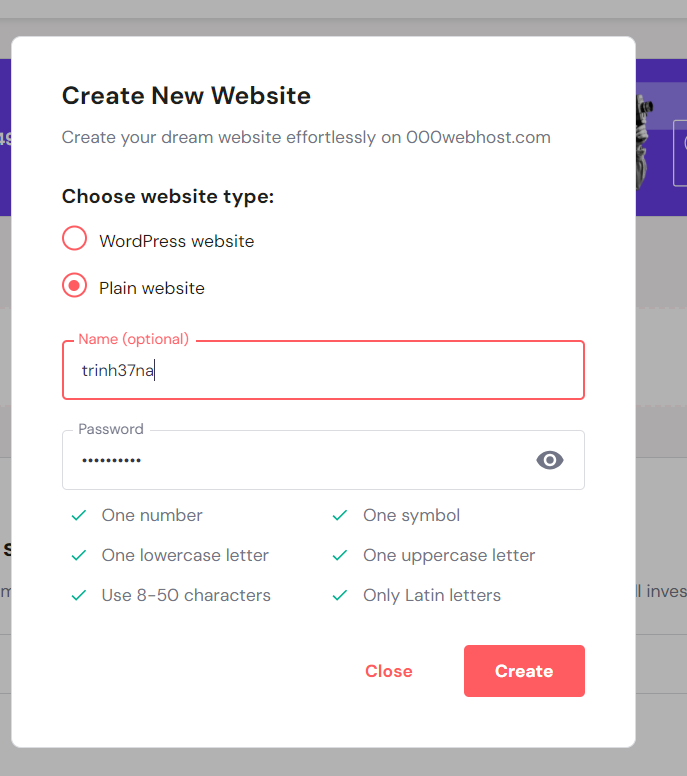 Create New Website
Create your dream website effortlessly on 000webhost.com
Choose website type:
WordPress website
Plain website
Name (optional)
trinh37na
Password
••••••••••
One number
One symbol
One lowercase letter
One uppercase letter
Use 8-50 characters
Only Latin letters
Close
Create